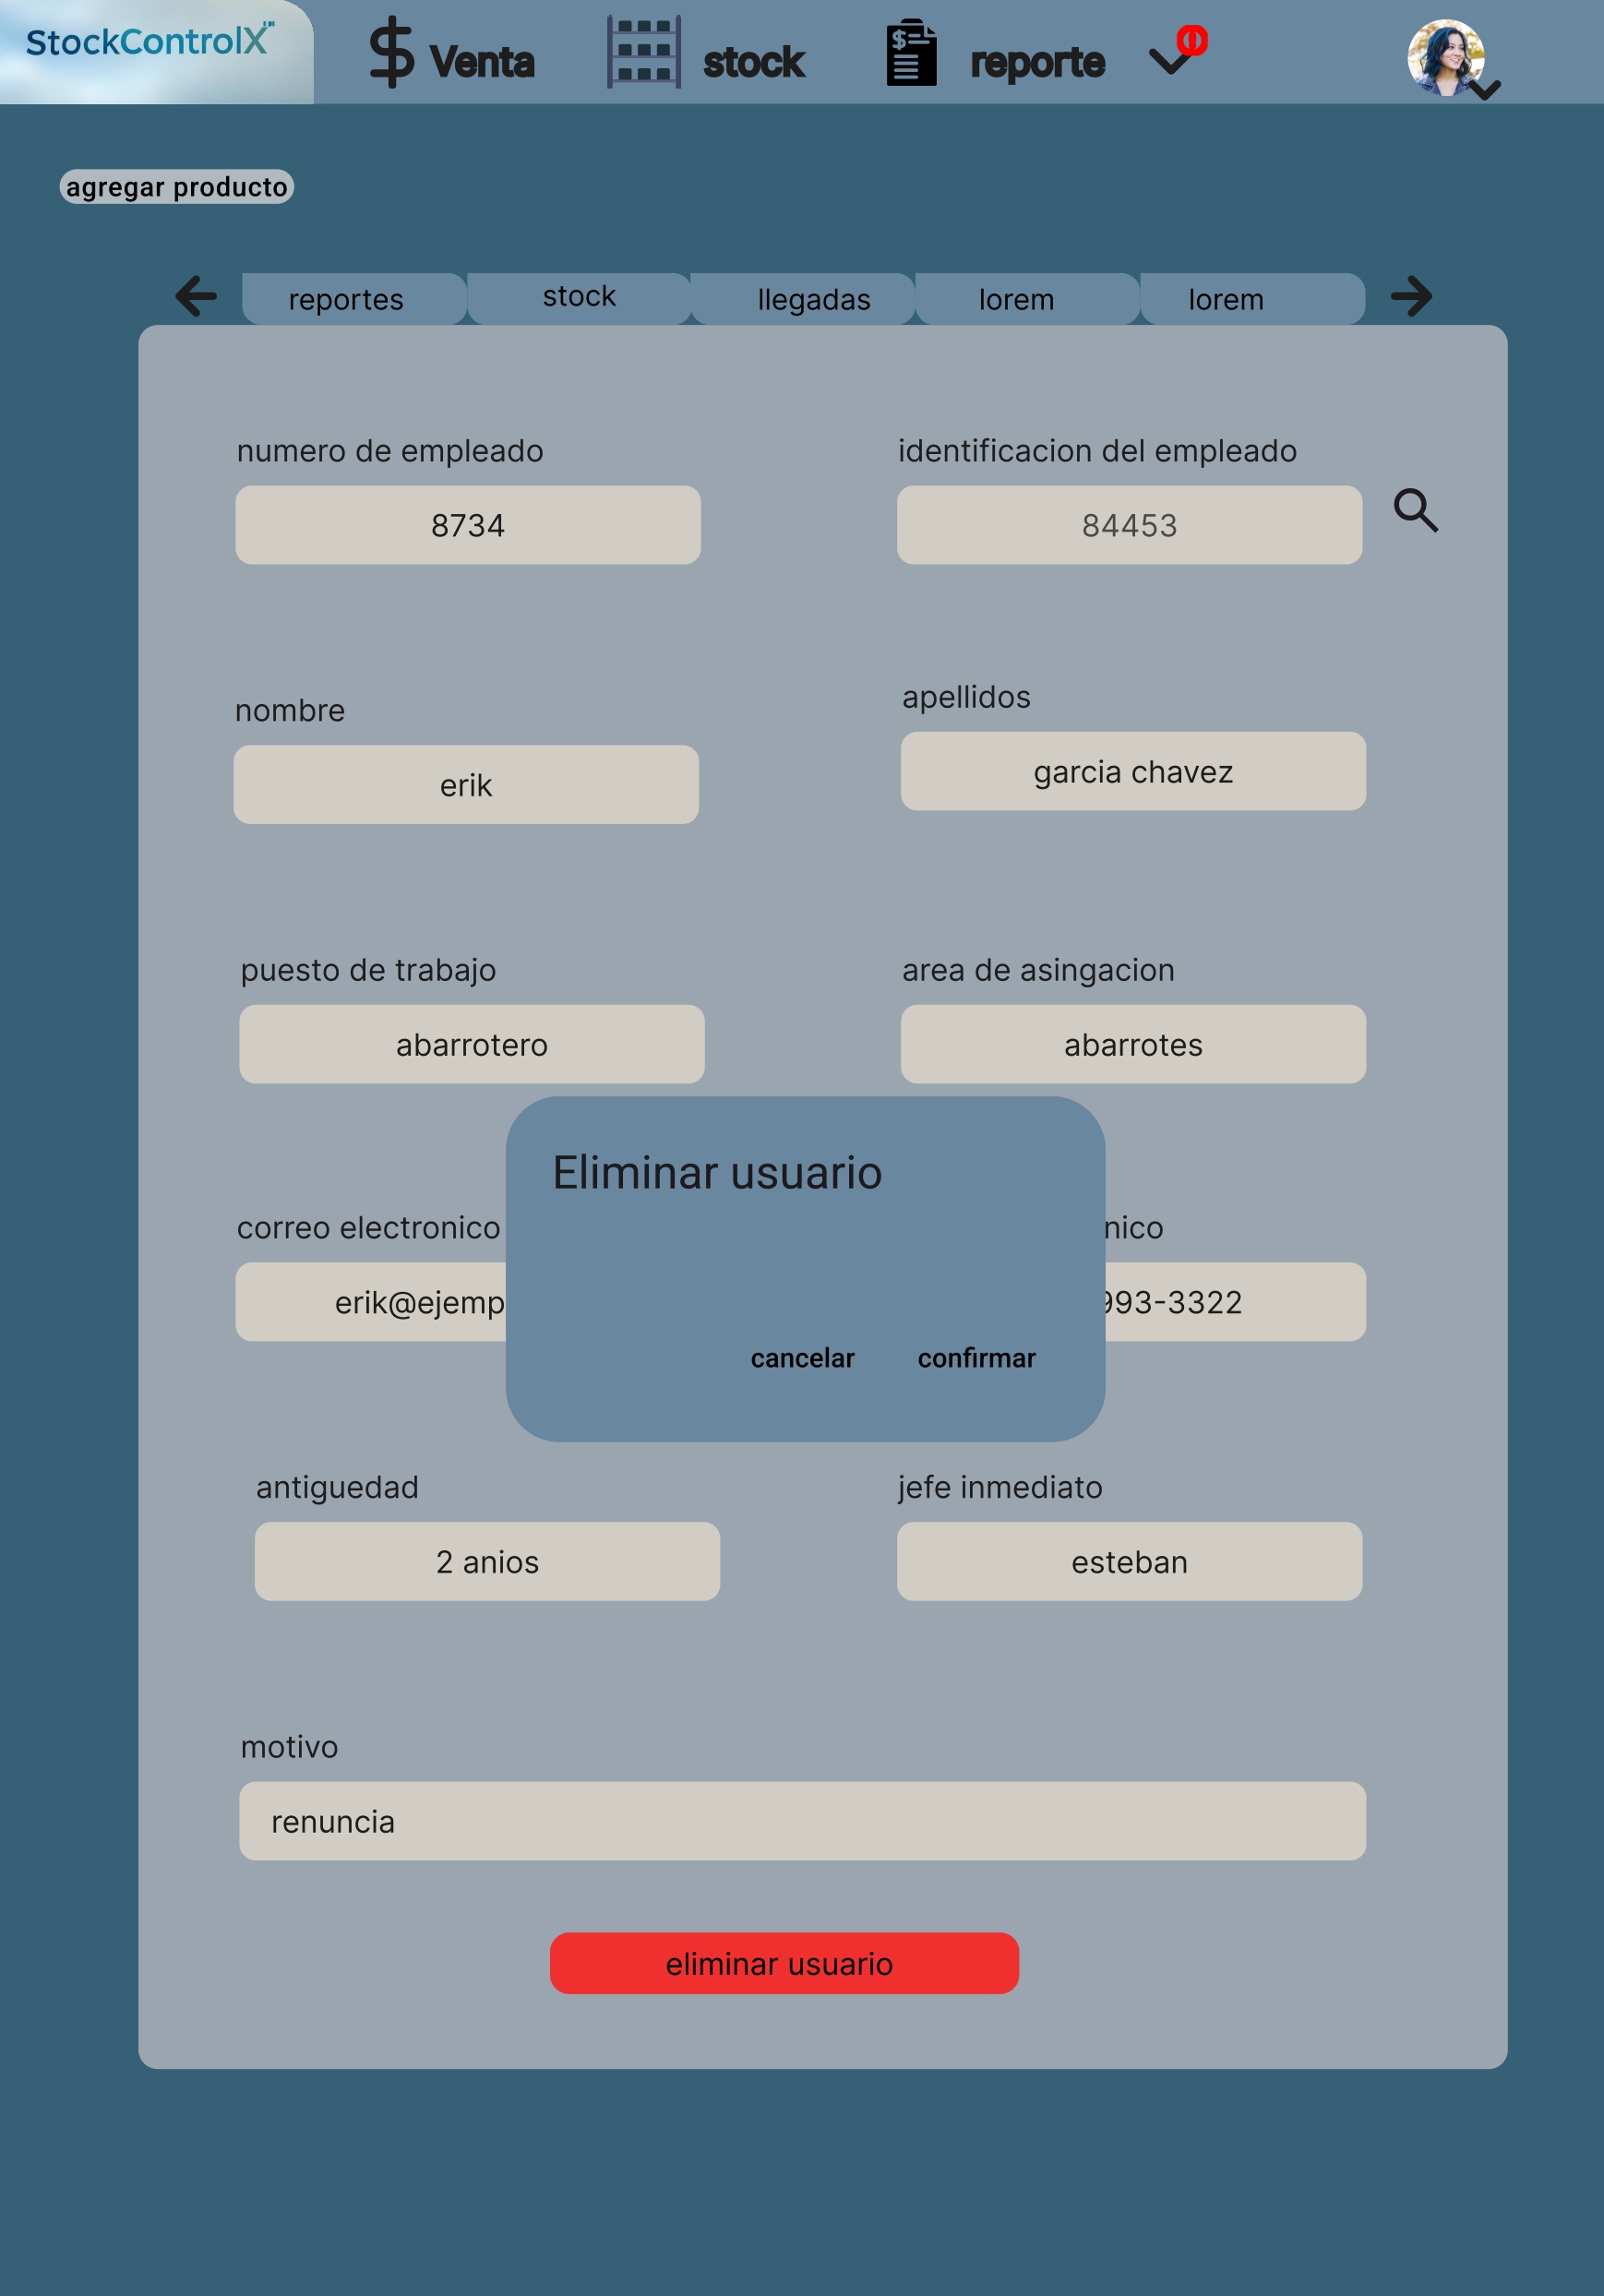 StockControlX
$ Venta
stock
reporte
0
agregar producto
reportes
stock
llegadas
lorem
lorem
numero de empleado
identificacion del empleado
8734
84453
nombre
apellidos
erik
garcia chavez
puesto de trabajo
area de asingacion
abarrotero
abarrotes
Eliminar usuario
correo electronico
nico
erik@ejemp
993-3322
cancelar
confirmar
antiguedad
jefe inmediato
2 anios
esteban
motivo
renuncia
eliminar usuario